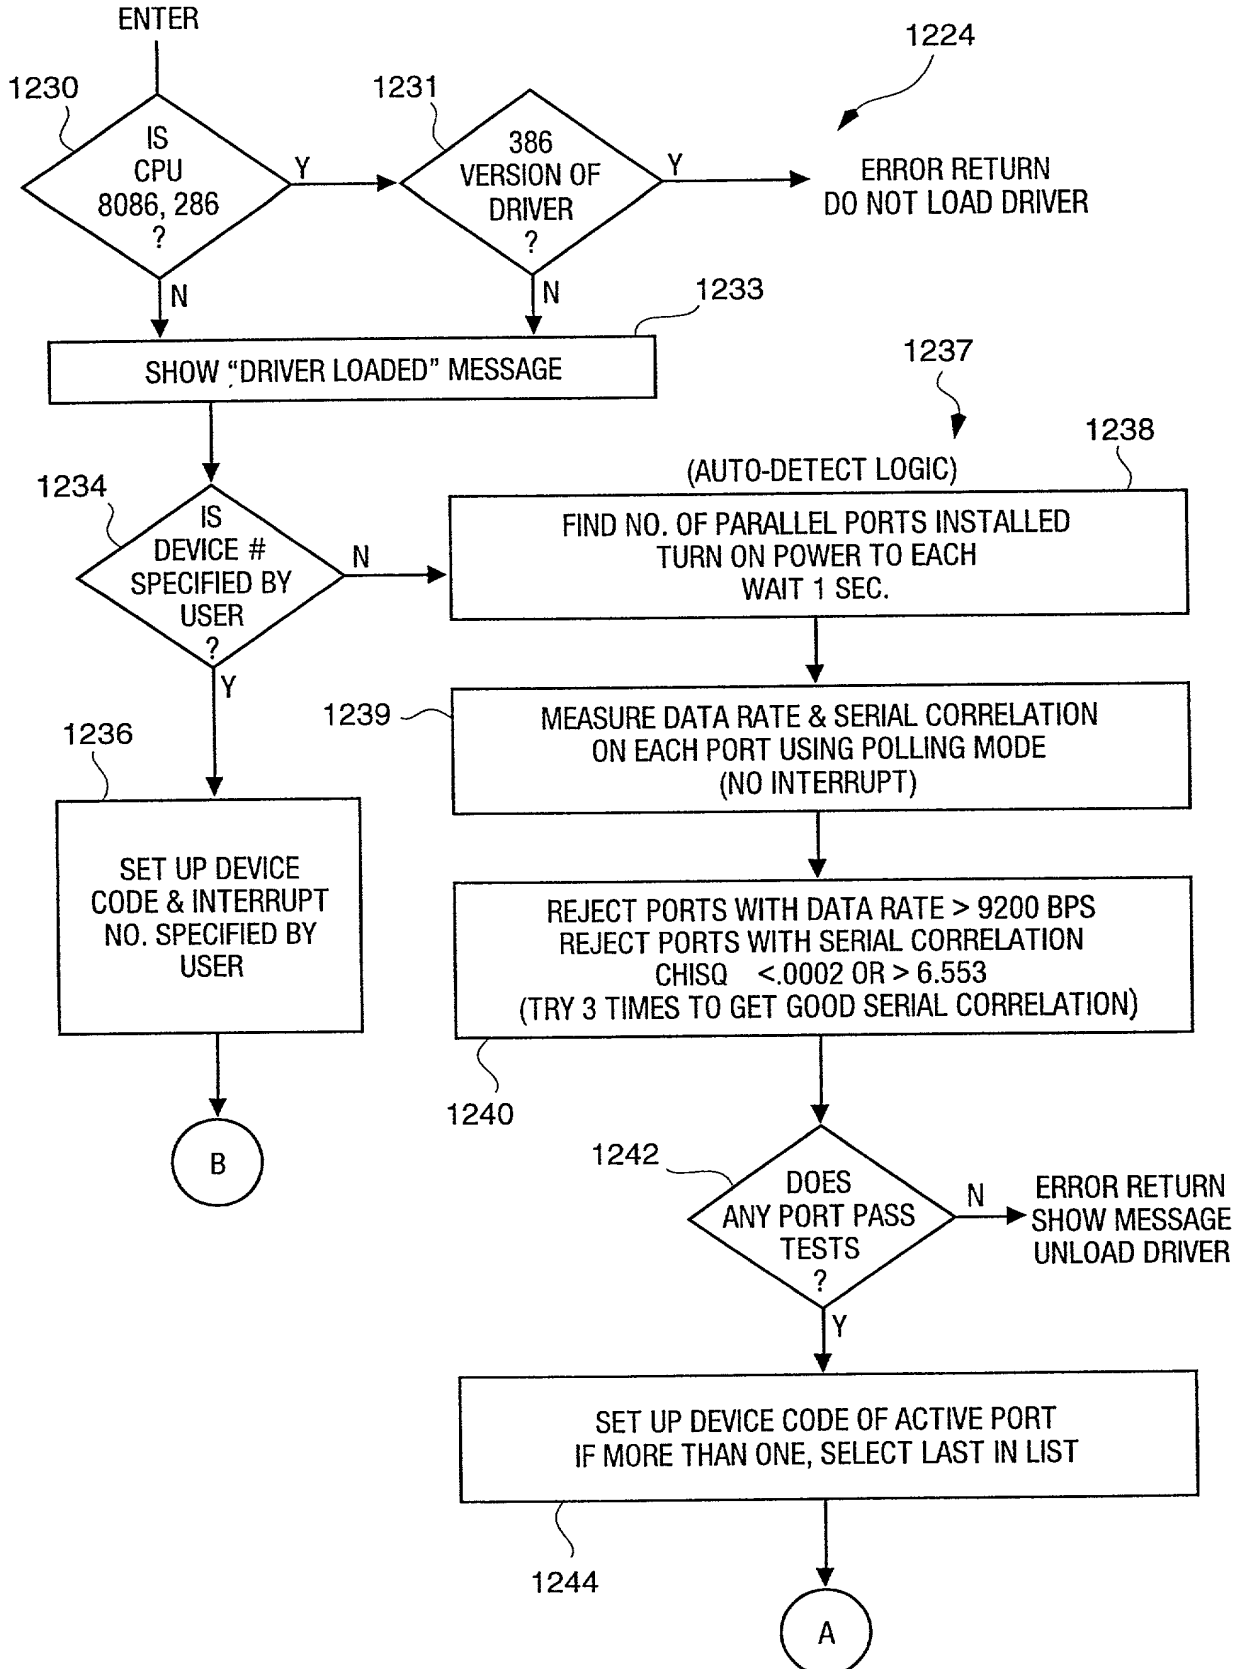 ENTER
1224
1230
1231
IS
CPU
8086, 286
?
Y
386
VERSION OF
DRIVER
?
Y
ERROR RETURN
DO NOT LOAD DRIVER
N
N
1233
SHOW "DRIVER LOADED" MESSAGE
1237
1238
(AUTO-DETECT LOGIC)
1234
IS
DEVICE #
SPECIFIED BY
USER
?
N
FIND NO. OF PARALLEL PORTS INSTALLED
TURN ON POWER TO EACH
WAIT 1 SEC.
Y
1239
MEASURE DATA RATE & SERIAL CORRELATION
ON EACH PORT USING POLLING MODE
(NO INTERRUPT)
1236
SET UP DEVICE
CODE & INTERRUPT
NO. SPECIFIED BY
USER
REJECT PORTS WITH DATA RATE > 9200 BPS
REJECT PORTS WITH SERIAL CORRELATION
CHISQ <.0002 OR > 6.553
(TRY 3 TIMES TO GET GOOD SERIAL CORRELATION)
1240
B
1242
DOES
ANY PORT PASS
TESTS
?
N
ERROR RETURN
SHOW MESSAGE
UNLOAD DRIVER
Y
SET UP DEVICE CODE OF ACTIVE PORT
IF MORE THAN ONE, SELECT LAST IN LIST
1244
A